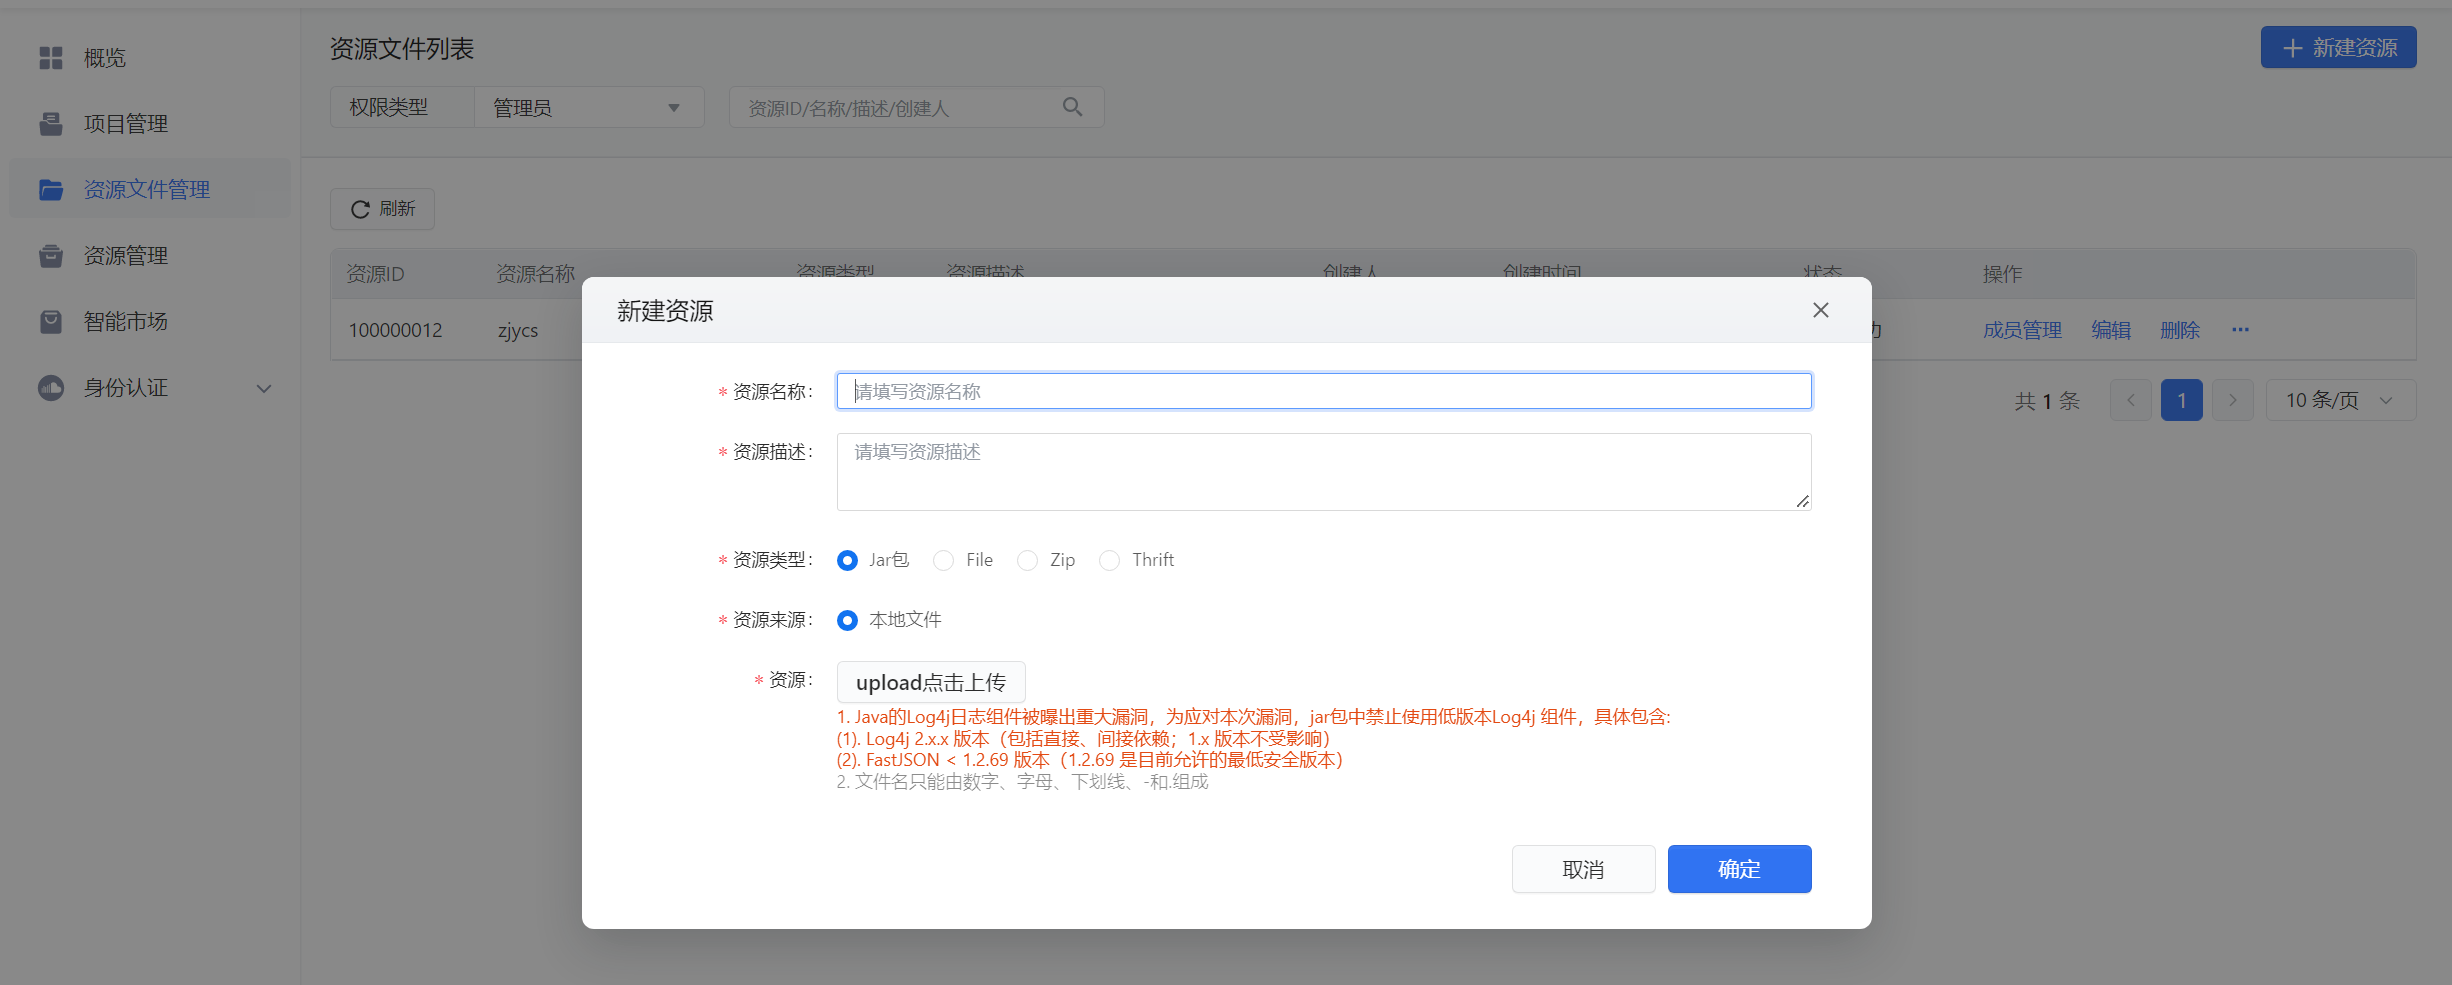 概览
项目管理
资源文件管理
资源管理
智能市场
身份认证
资源文件列表
+ 新建资源
权限类型 管理员
资源ID/名称/描述/创建人
刷新
资源ID 资源名称 资源类型 资源描述 创建人 创建时间 状态 操作
100000012 zjycs 成员管理 编辑 删除 ···
共 1 条 < 1 > 10 条/页
新建资源
* 资源名称: 请填写资源名称
* 资源描述: 请填写资源描述
* 资源类型: Jar包 File Zip Thrift
* 资源来源: 本地文件
* 资源: upload点击上传
1. Java的Log4j日志组件被曝出重大漏洞，为应对本次漏洞，jar包中禁止使用低版本Log4j 组件，具体包含:
(1). Log4j 2.x.x 版本（包括直接、间接依赖；1.x 版本不受影响）
(2). FastJSON < 1.2.69 版本（1.2.69 是目前允许的最低安全版本）
2. 文件名只能由数字、字母、下划线、-和.组成
取消 确定